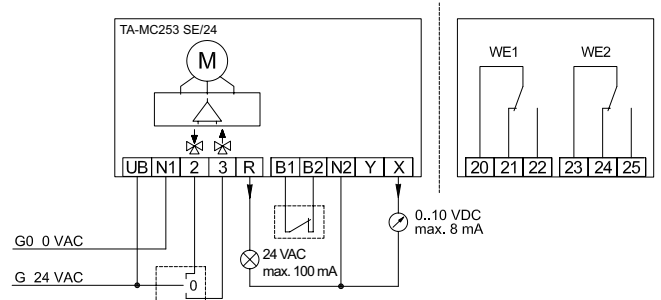 TA-MC253 SE/24
M
UB N1 2 3 R B1 B2 N2 Y X
WE1 WE2
20 21 22 23 24 25
G0 0 VAC
G 24 VAC
0
24 VAC
max. 100 mA
0..10 VDC
max. 8 mA